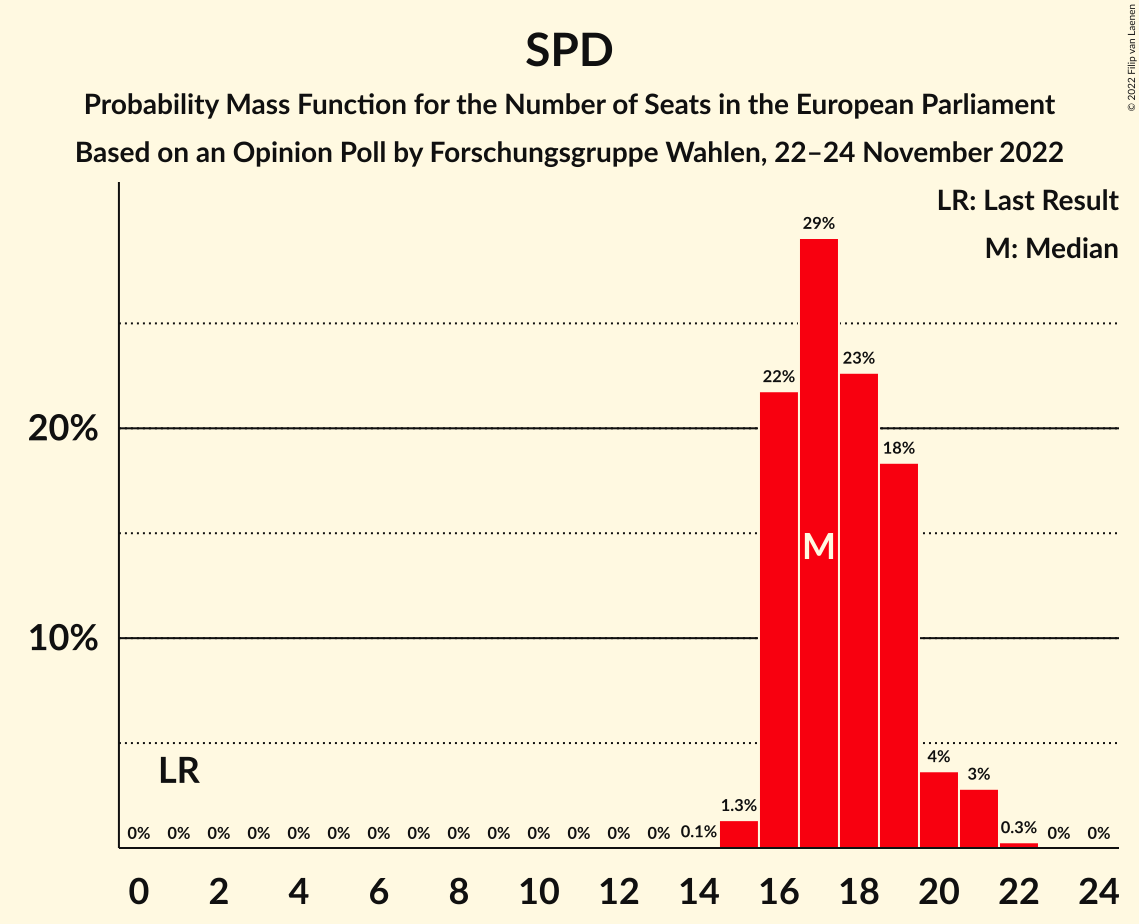 SPD
Probability Mass Function for the Number of Seats in the European Parliament
Based on an Opinion Poll by Forschungsgruppe Wahlen, 22–24 November 2022
© 2022 Filip van Laenen
LR: Last Result
M: Median
29%
23%
22%
20%
18%
M
10%
LR
4%
3%
1.3%
0% 0% 0% 0% 0% 0% 0% 0% 0% 0% 0% 0% 0% 0% 0.1% 0.3% 0% 0%
0 2 4 6 8 10 12 14 16 18 20 22 24